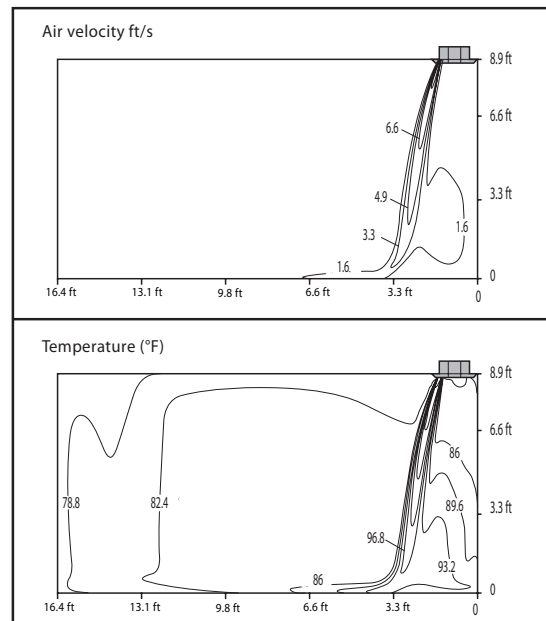 Air velocity ft/s
8.9 ft
6.6 ft
6.6
3.3 ft
4.9
1.6
3.3
1.6
0
16.4 ft 13.1 ft 9.8 ft 6.6 ft 3.3 ft 0
Temperature (°F)
8.9 ft
6.6 ft
86
78.8 82.4 89.6 3.3 ft
96.8
93.2
86
0
16.4 ft 13.1 ft 9.8 ft 6.6 ft 3.3 ft 0